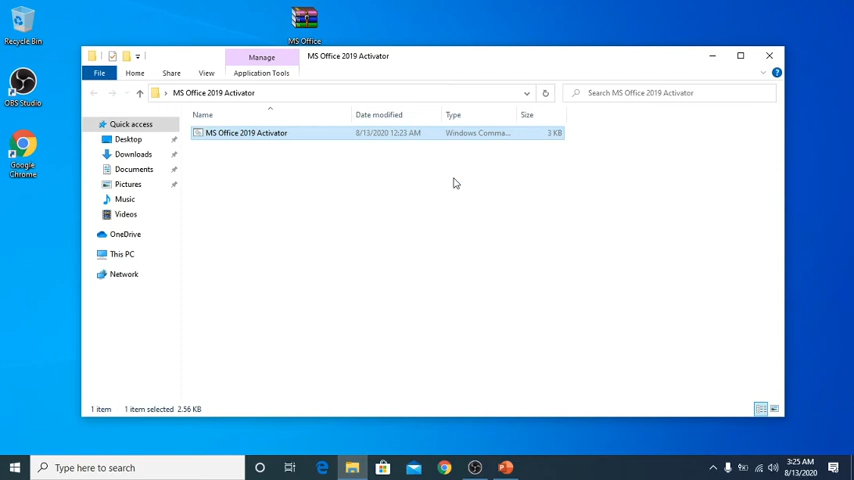 Recycle Bin
MS Office
OBS Studio
Google
Chrome
Manage
MS Office 2019 Activator
File
Home
Share
View
Application Tools
MS Office 2019 Activator
Search MS Office 2019 Activator
Name
Date modified
Type
Size
MS Office 2019 Activator
8/13/2020 12:23 AM
Windows Comma...
3 KB
Quick access
Desktop
Downloads
Documents
Pictures
Music
Videos
OneDrive
This PC
Network
1 item
1 item selected 2.56 KB
Type here to search
3:25 AM
8/13/2020